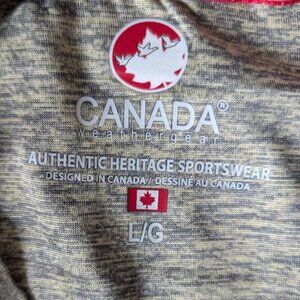 CANADA®
weathergear
AUTHENTIC HERITAGE SPORTSWEAR
DESIGNED IN CANADA / DESSINÉ AU CANADA
L/G